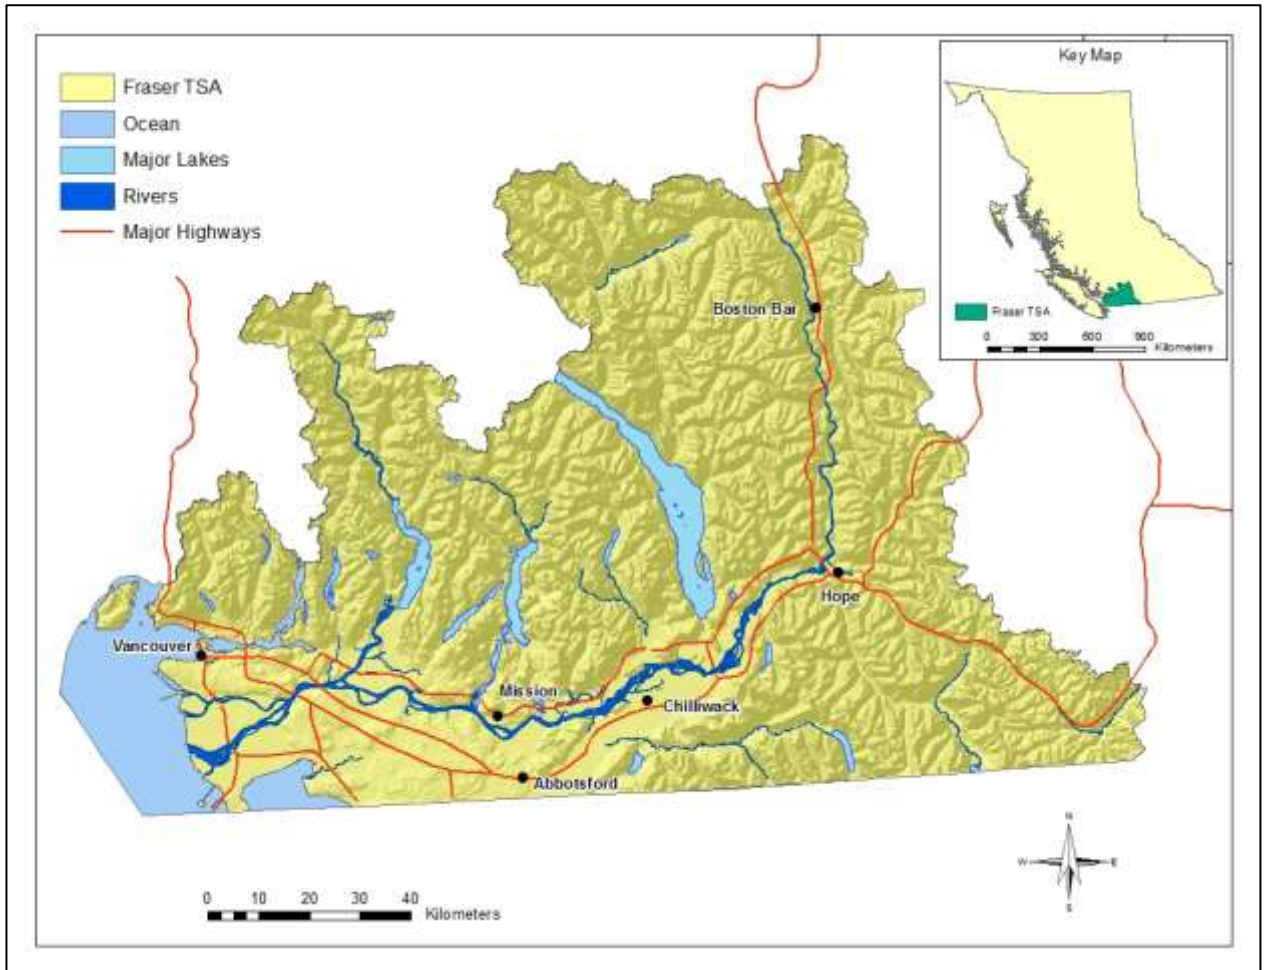 Fraser TSA
Ocean
Major Lakes
Rivers
Major Highways
Key Map
Fraser TSA
0 300 600 900
Kilometers
Boston Bar
Hope
Vancouver
Mission
Chilliwack
Abbotsford
0 10 20 30 40
Kilometers
N
W E
S